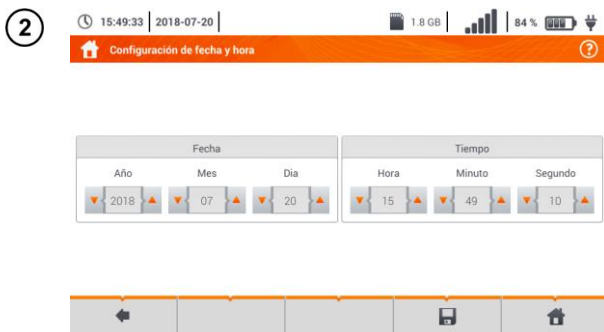 2
15:49:33 2018-07-20 1.8 GB 84 %
Configuración de fecha y hora ?
Fecha Tiempo
Año Mes Dia Hora Minuto Segundo
2018 07 20 15 49 10